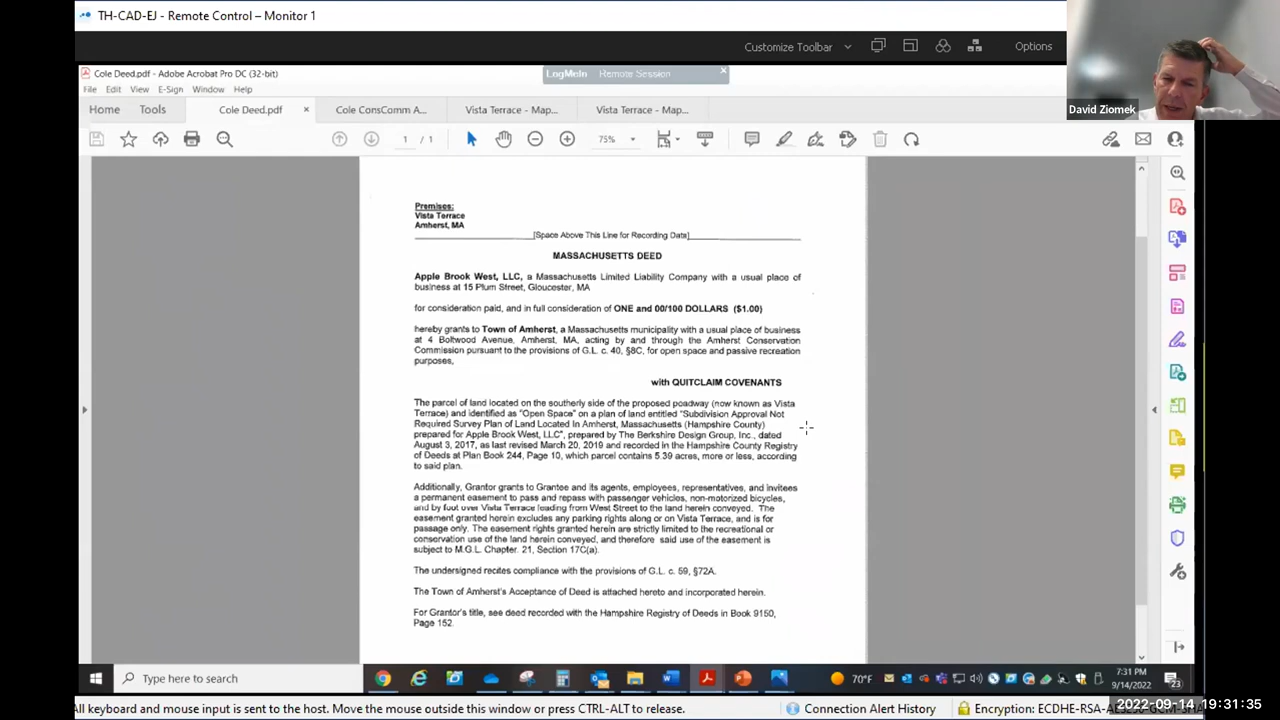 TH-CAD-EJ - Remote Control – Monitor 1
Customize Toolbar
Options
David Ziomek
Cole Deed.pdf - Adobe Acrobat Pro DC (32-bit)
LogMeIn Remote Session
File Edit View E-Sign Window Help
Home Tools Cole Deed.pdf × Cole ConsComm A... Vista Terrace - Map... Vista Terrace - Map...
1 / 1 75%
Premises:
Vista Terrace
Amherst, MA
[Space Above This Line for Recording Data]
MASSACHUSETTS DEED
Apple Brook West, LLC, a Massachusetts Limited Liability Company with a usual place of
business at 15 Plum Street, Gloucester, MA
for consideration paid, and in full consideration of ONE and 00/100 DOLLARS ($1.00)
hereby grants to Town of Amherst, a Massachusetts municipality with a usual place of business
at 4 Boltwood Avenue, Amherst, MA, acting by and through the Amherst Conservation
Commission pursuant to the provisions of G.L. c. 40, §8C, for open space and passive recreation
purposes,
with QUITCLAIM COVENANTS
The parcel of land located on the southerly side of the proposed roadway (now known as Vista
Terrace) and identified as "Open Space" on a plan of land entitled "Subdivision Approval Not
Required Survey Plan of Land Located In Amherst, Massachusetts (Hampshire County)
prepared for Apple Brook West, LLC", prepared by The Berkshire Design Group, Inc., dated
August 3, 2017, as last revised March 20, 2019 and recorded in the Hampshire County Registry
of Deeds at Plan Book 244, Page 10, which parcel contains 5.39 acres, more or less, according
to said plan.
Additionally, Grantor grants to Grantee and its agents, employees, representatives, and invitees
a permanent easement to pass and repass with passenger vehicles, non-motorized bicycles,
and by foot over Vista Terrace leading from West Street to the land herein conveyed. The
easement granted herein excludes any parking rights along or on Vista Terrace, and is for
passage only. The easement rights granted herein are strictly limited to the recreational or
conservation use of the land herein conveyed, and therefore said use of the easement is
subject to M.G.L. Chapter. 21, Section 17C(a).
The undersigned recites compliance with the provisions of G.L. c. 59, §72A.
The Town of Amherst's Acceptance of Deed is attached hereto and incorporated herein.
For Grantor's title, see deed recorded with the Hampshire Registry of Deeds in Book 9150,
Page 152.
Type here to search
70°F
7:31 PM
9/14/2022
23
All keyboard and mouse input is sent to the host. Move the mouse outside this window or press CTRL-ALT to release.
Connection Alert History
Encryption:
2022-09-14 19:31:35